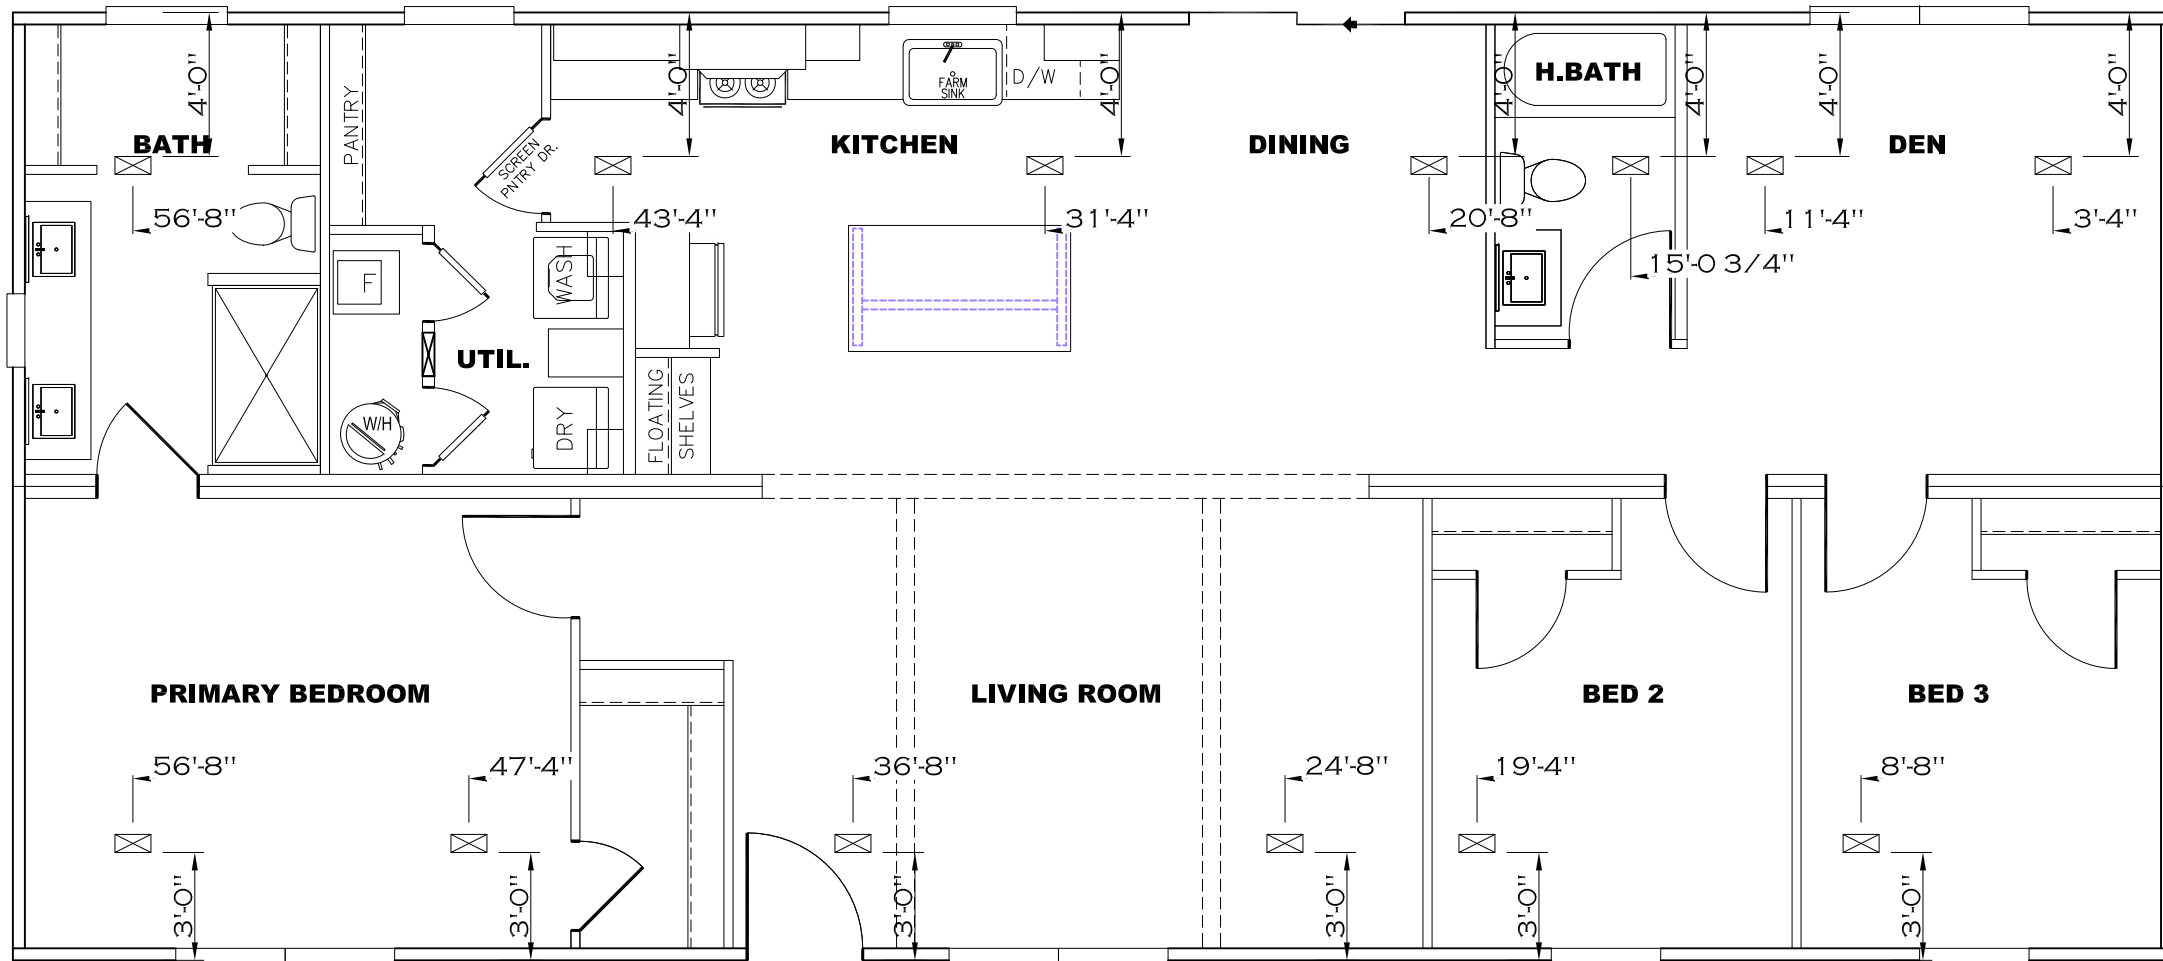 4'-0"
4'-0"
4'-0"
4'-0"
4'-0"
4'-0"
4'-0"
H.BATH
FARM
SINK
D/W
PANTRY
BATH
SCREEN
PNTRY DR.
KITCHEN
DINING
DEN
56'-8"
43'-4"
31'-4"
20'-8"
11'-4"
3'-4"
15'-0 3/4"
WASH
F
UTIL.
W/H
DRY
FLOATING
SHELVES
PRIMARY BEDROOM
LIVING ROOM
BED 2
BED 3
56'-8"
47'-4"
36'-8"
24'-8"
19'-4"
8'-8"
3'-0"
3'-0"
3'-0"
3'-0"
3'-0"
3'-0"